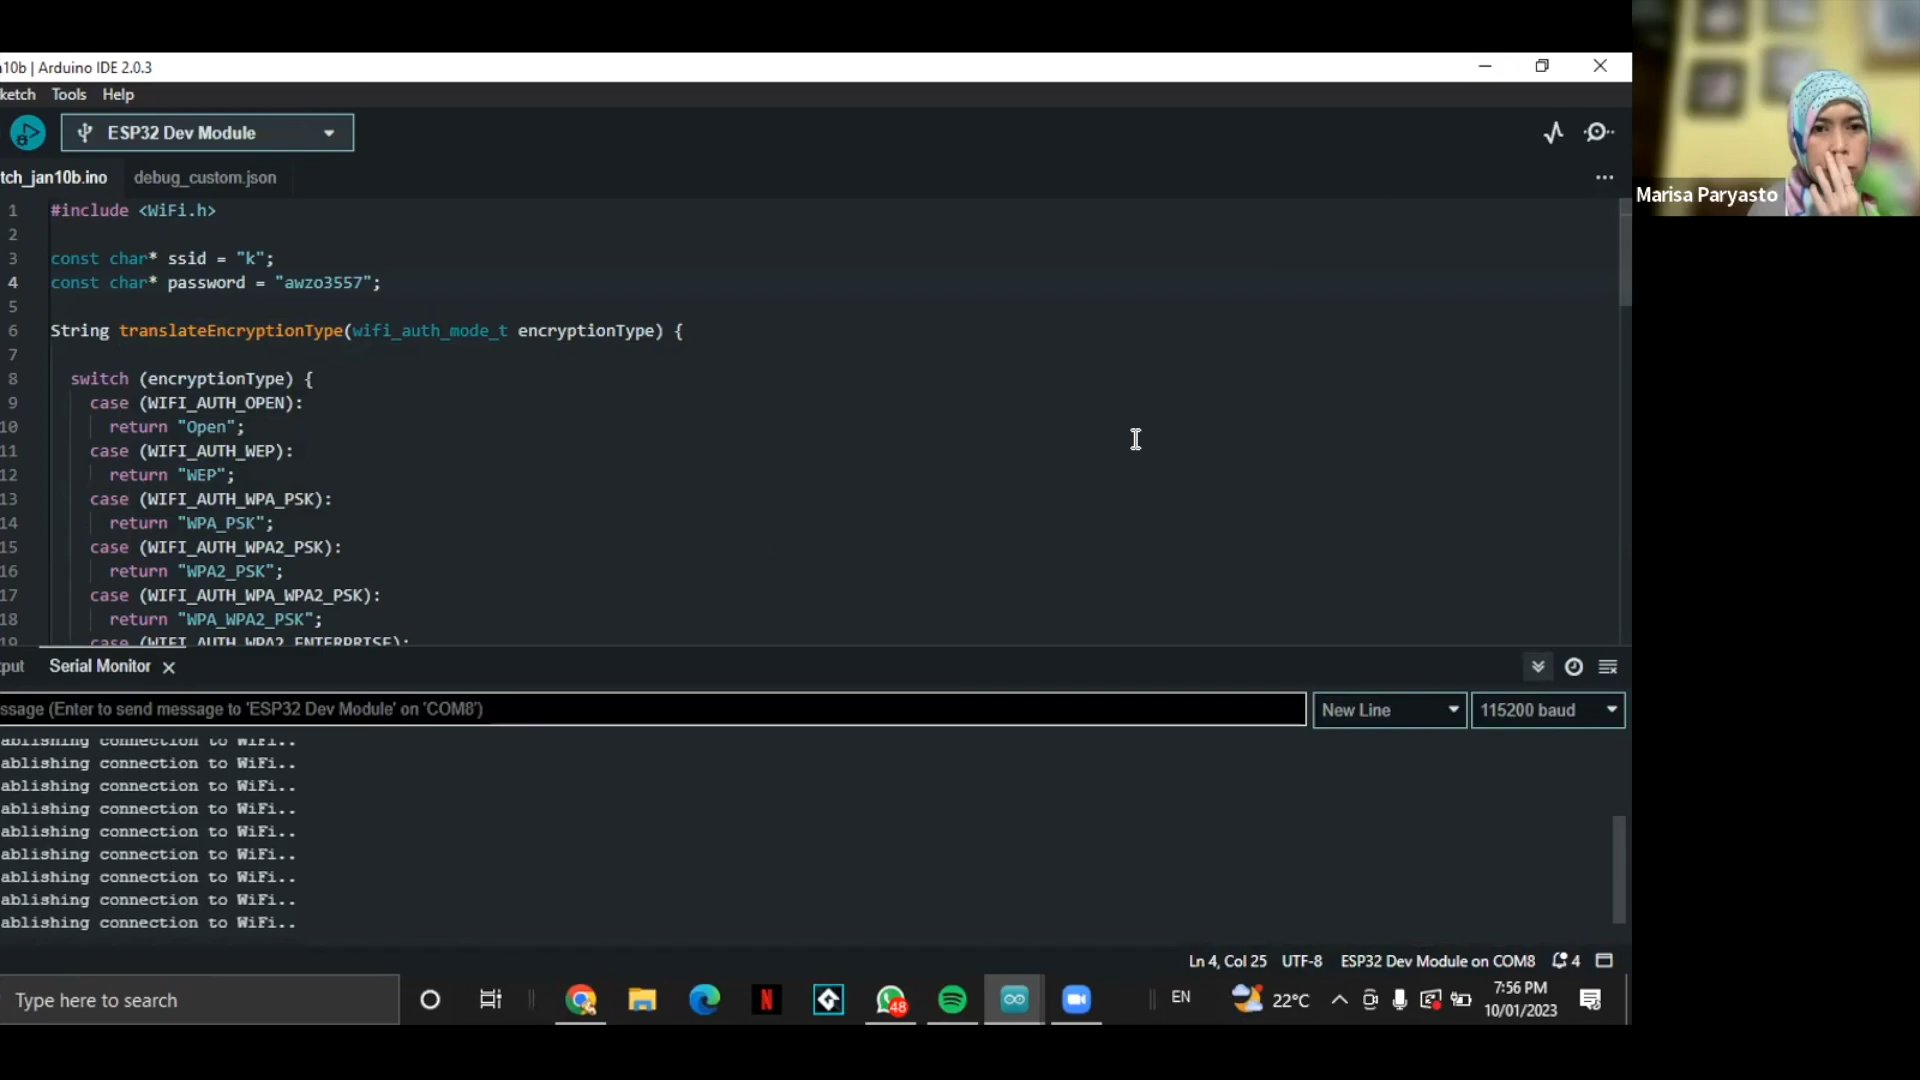 10b | Arduino IDE 2.0.3
ketch Tools Help
ESP32 Dev Module
tch_jan10b.ino debug_custom.json
1 #include <WiFi.h>
2
3 const char* ssid = "k";
4 const char* password = "awzo3557";
5
6 String translateEncryptionType(wifi_auth_mode_t encryptionType) {
7
8 switch (encryptionType) {
9 case (WIFI_AUTH_OPEN):
10 return "Open";
11 case (WIFI_AUTH_WEP):
12 return "WEP";
13 case (WIFI_AUTH_WPA_PSK):
14 return "WPA_PSK";
15 case (WIFI_AUTH_WPA2_PSK):
16 return "WPA2_PSK";
17 case (WIFI_AUTH_WPA_WPA2_PSK):
18 return "WPA_WPA2_PSK";
19 case (WIFI_AUTH_WPA2_ENTERPRISE):
put Serial Monitor
ssage (Enter to send message to 'ESP32 Dev Module' on 'COM8')
New Line
115200 baud
ablishing connection to WiFi..
ablishing connection to WiFi..
ablishing connection to WiFi..
ablishing connection to WiFi..
ablishing connection to WiFi..
ablishing connection to WiFi..
ablishing connection to WiFi..
ablishing connection to WiFi..
ablishing connection to WiFi..
Ln 4, Col 25 UTF-8 ESP32 Dev Module on COM8 4
Type here to search
48
EN
22°C
7:56 PM
10/01/2023
Marisa Paryasto